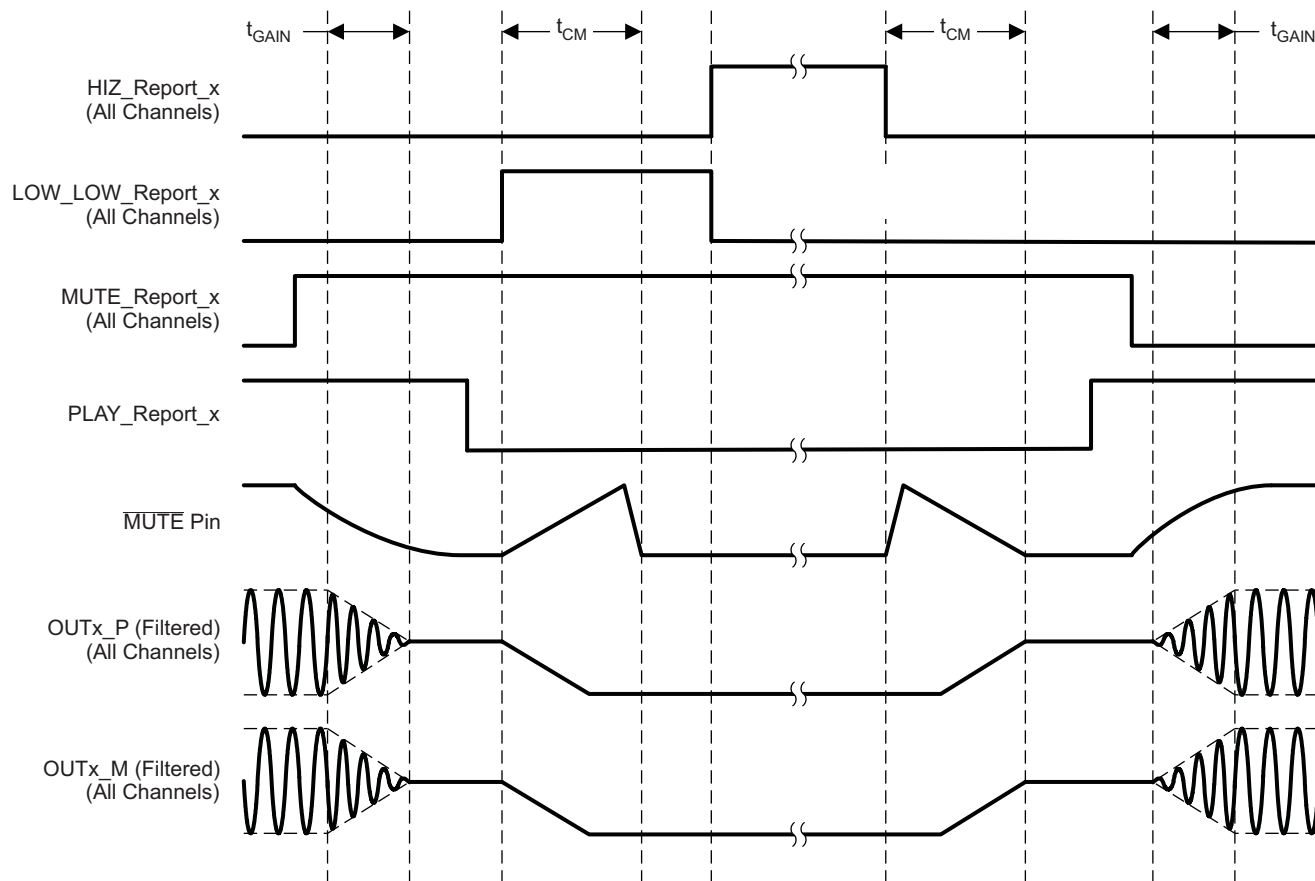 tGAIN
tCM
tCM
tGAIN
HIZ_Report_x
(All Channels)
LOW_LOW_Report_x
(All Channels)
MUTE_Report_x
(All Channels)
PLAY_Report_x
MUTE Pin
OUTx_P (Filtered)
(All Channels)
OUTx_M (Filtered)
(All Channels)